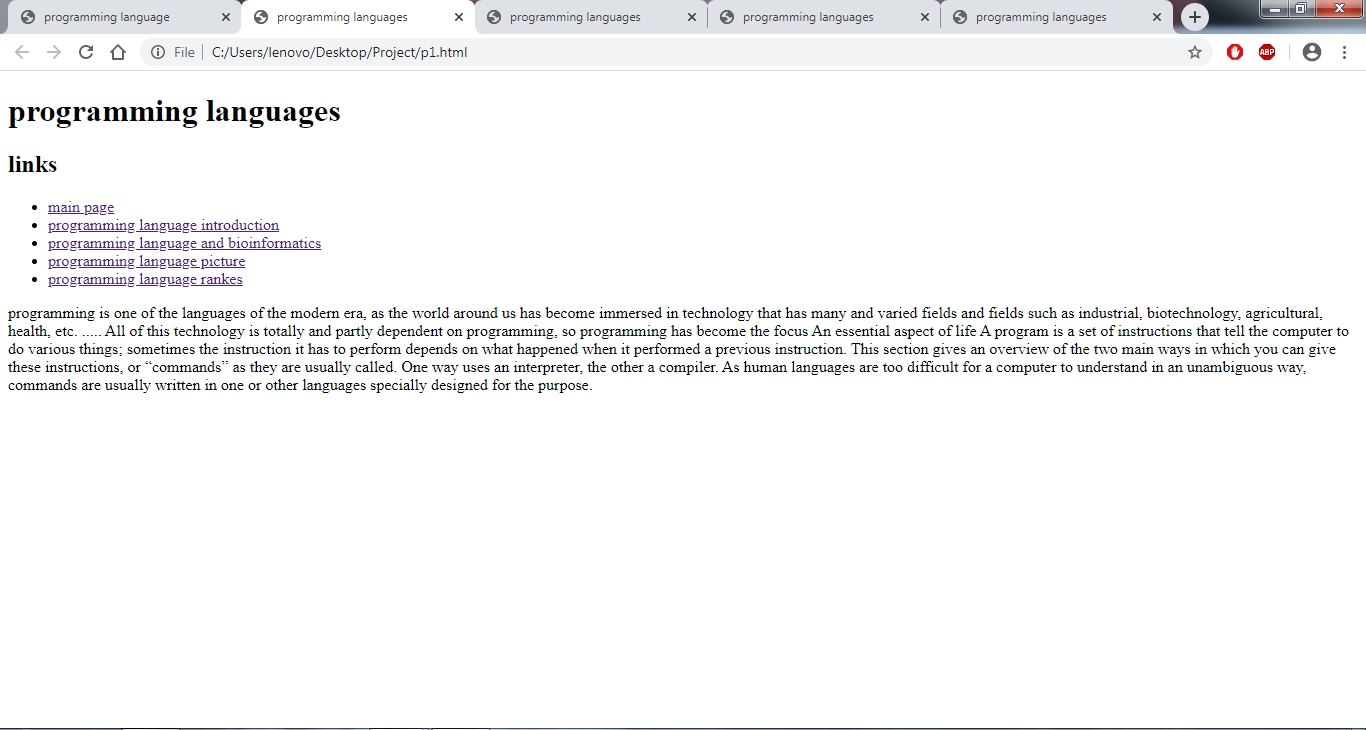 programming language
programming languages
programming languages
programming languages
programming languages
File
C:/Users/lenovo/Desktop/Project/p1.html
ABP
programming languages
links
main page
programming language introduction
programming language and bioinformatics
programming language picture
programming language rankes
programming is one of the languages of the modern era, as the world around us has become immersed in technology that has many and varied fields and fields such as industrial, biotechnology, agricultural,
health, etc. ..... All of this technology is totally and partly dependent on programming, so programming has become the focus An essential aspect of life A program is a set of instructions that tell the computer to
do various things; sometimes the instruction it has to perform depends on what happened when it performed a previous instruction. This section gives an overview of the two main ways in which you can give
these instructions, or “commands” as they are usually called. One way uses an interpreter, the other a compiler. As human languages are too difficult for a computer to understand in an unambiguous way,
commands are usually written in one or other languages specially designed for the purpose.